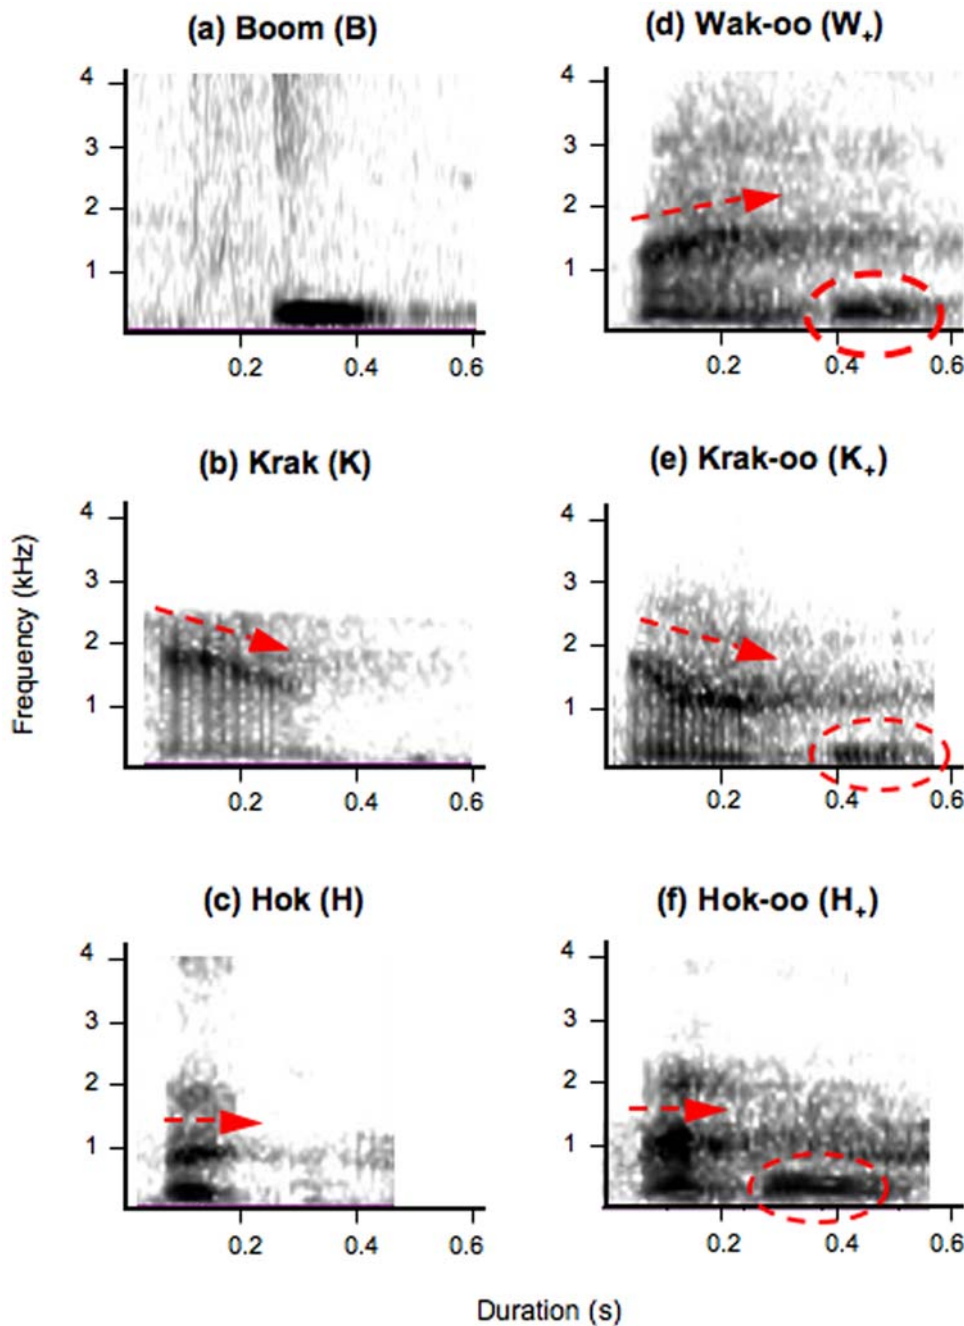 (a) Boom (B)
4
3
2
1
0.2 0.4 0.6
(d) Wak-oo (W+)
4
3
2
1
0.2 0.4 0.6
(b) Krak (K)
4
3
2
1
0.2 0.4 0.6
(e) Krak-oo (K+)
4
3
2
1
0.2 0.4 0.6
Frequency (kHz)
(c) Hok (H)
4
3
2
1
0.2 0.4 0.6
(f) Hok-oo (H+)
4
3
2
1
0.2 0.4 0.6
Duration (s)